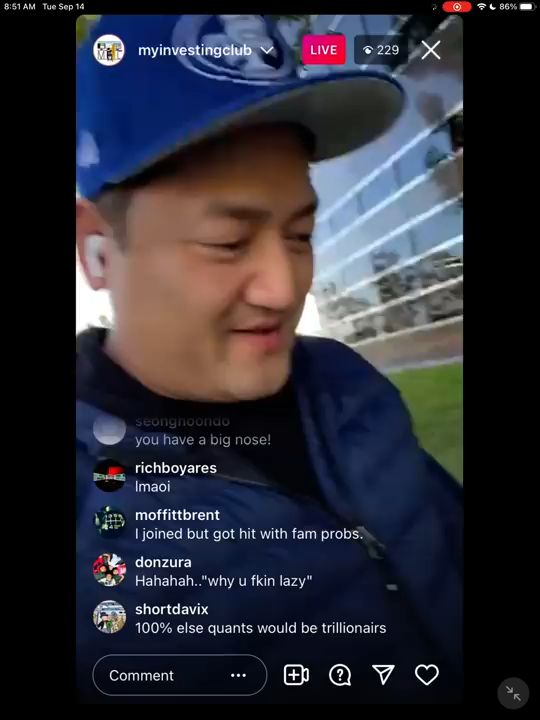 8:51 AM Tue Sep 14
86%
myinvestingclub
LIVE
229
seonghoondo
you have a big nose!
richboyares
lmaoi
moffittbrent
I joined but got hit with fam probs.
donzura
Hahahah.."why u fkin lazy"
shortdavix
100% else quants would be trillionairs
Comment